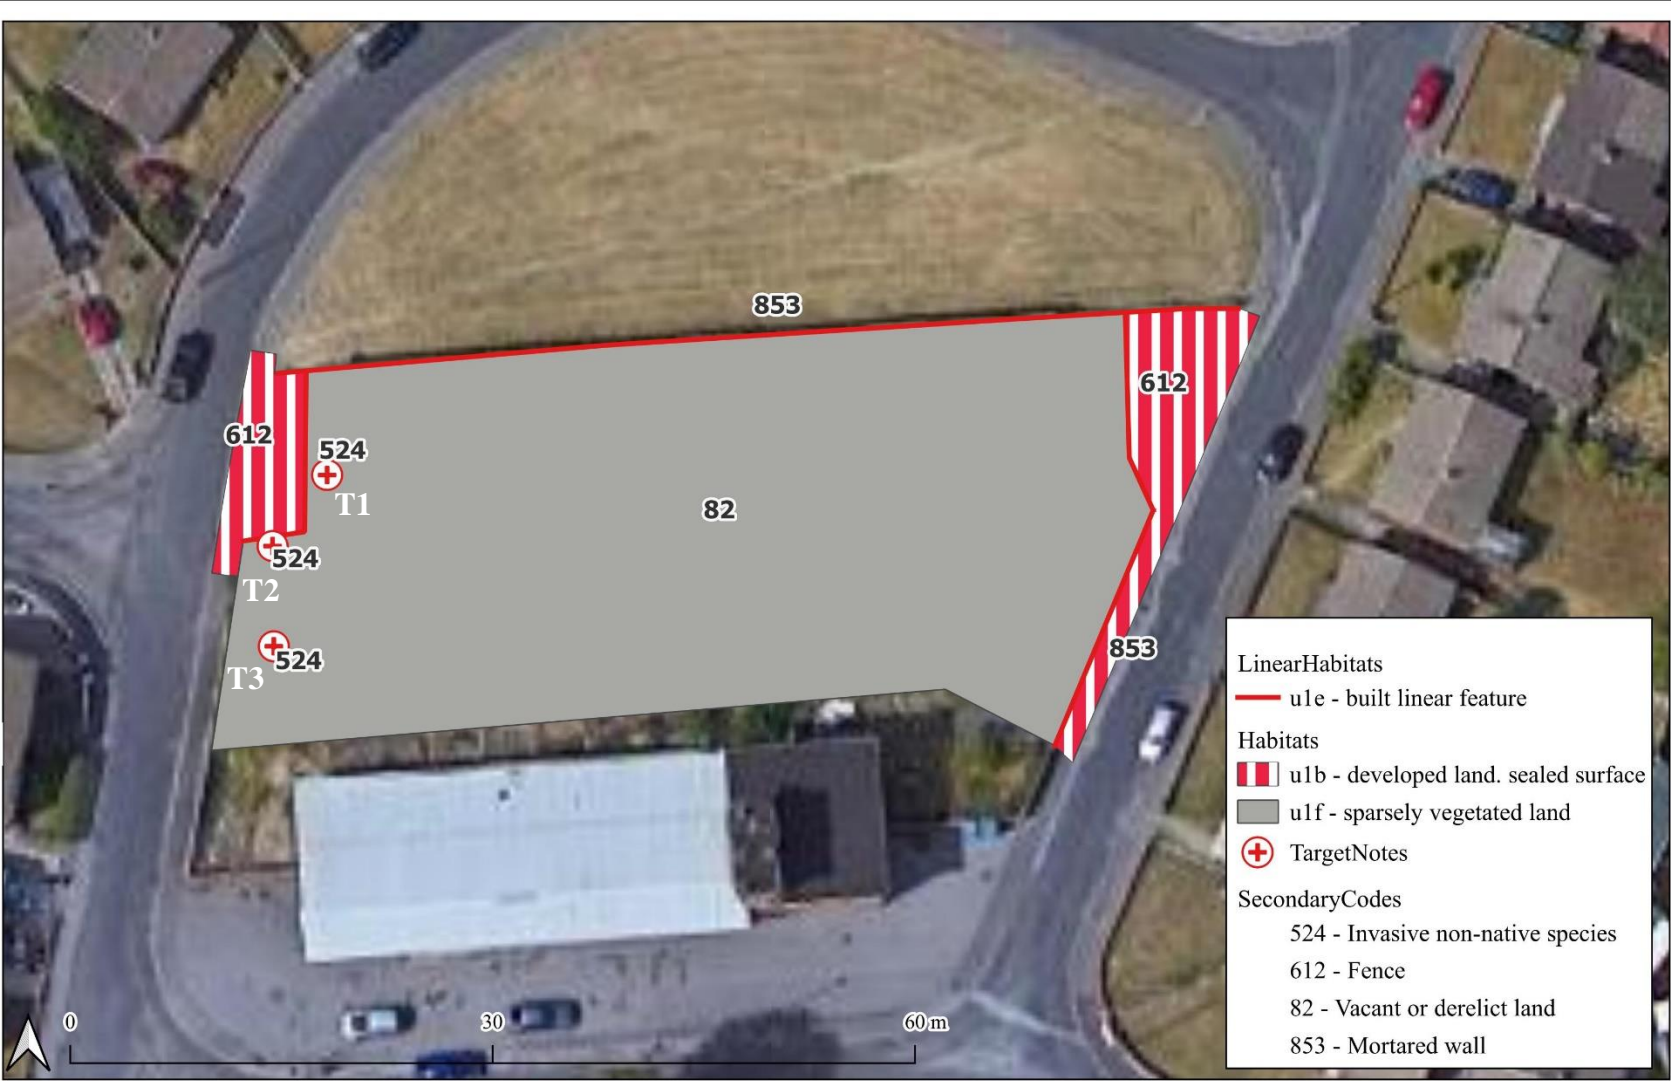 853
612
612
524
T1
82
524
T2
853
524
T3
LinearHabitats
u1e - built linear feature
Habitats
u1b - developed land. sealed surface
u1f - sparsely vegetated land
TargetNotes
SecondaryCodes
524 - Invasive non-native species
612 - Fence
82 - Vacant or derelict land
853 - Mortared wall
0 30 60 m